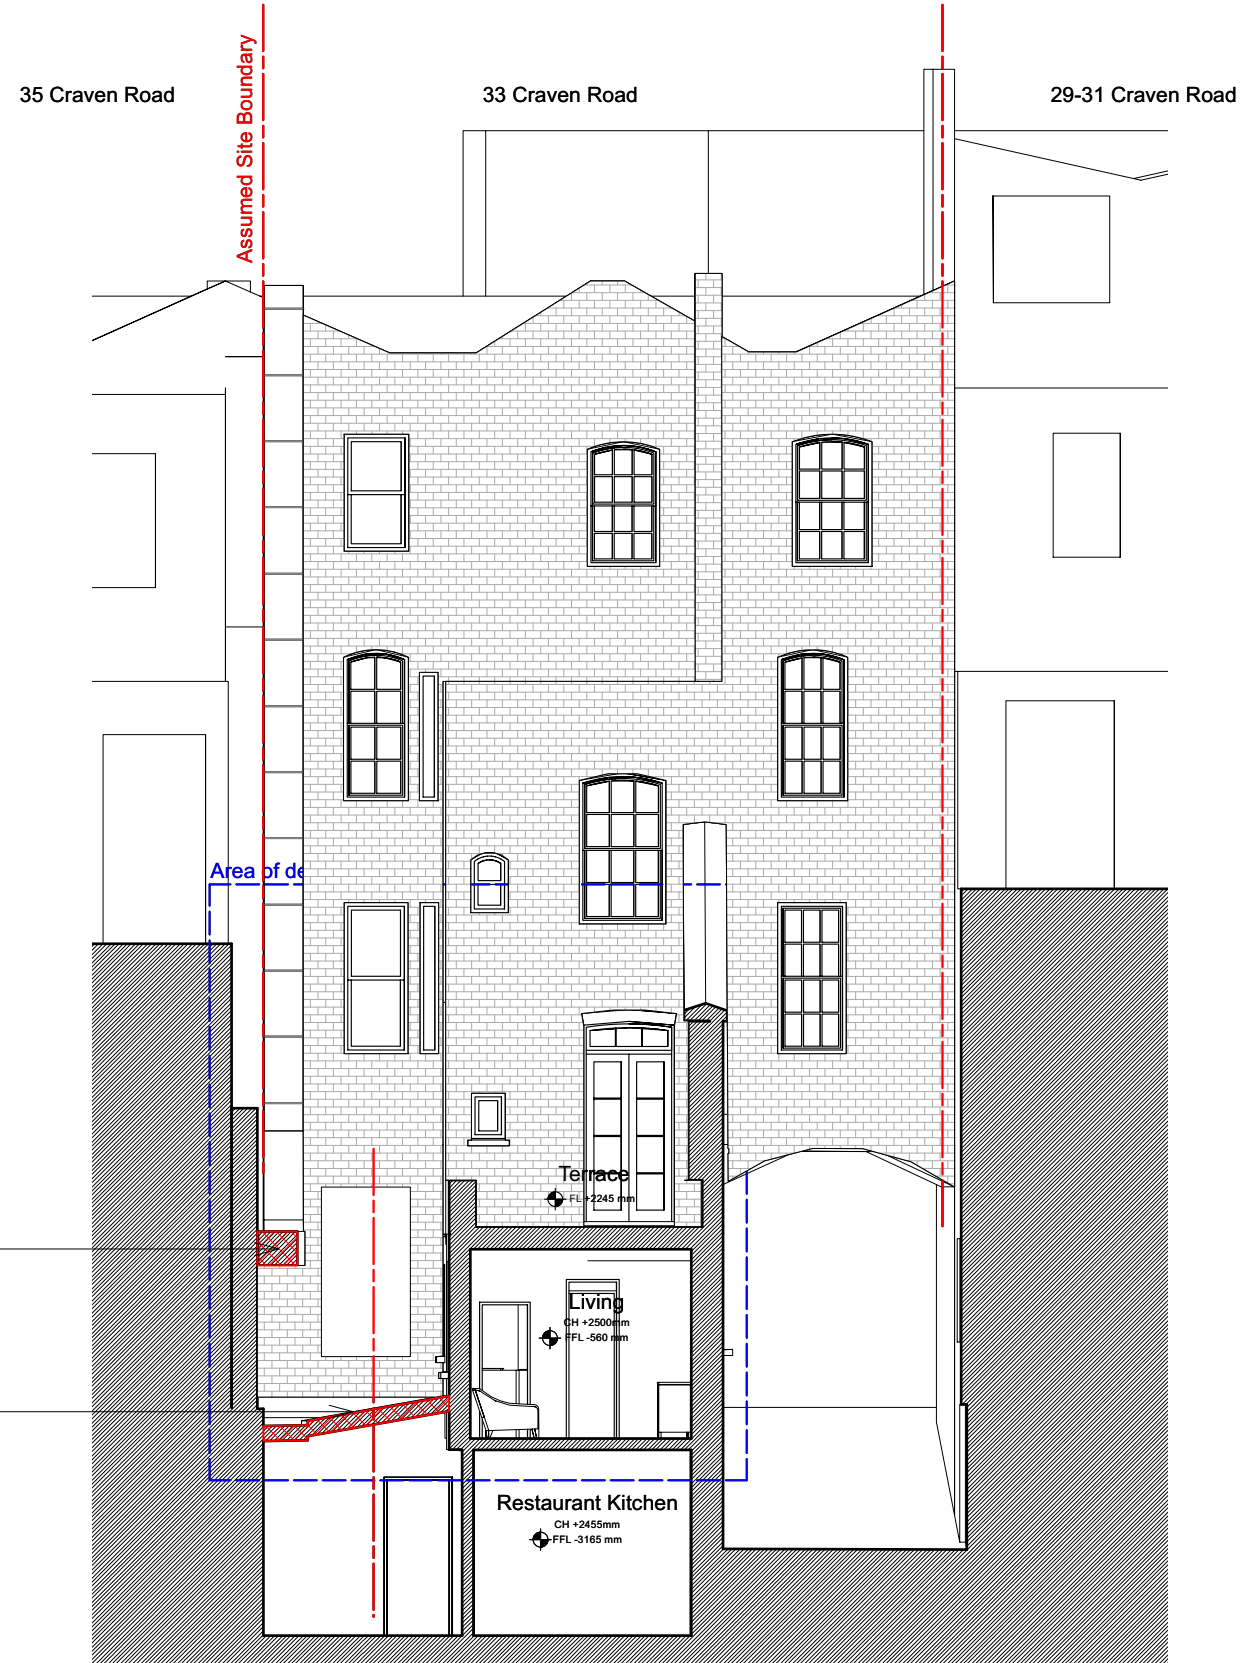 35 Craven Road
33 Craven Road
29-31 Craven Road
Assumed Site Boundary
Area of de
Terrace
FL +2245 mm
Living
CH +2500mm
FFL -560 mm
Restaurant Kitchen
CH +2455mm
FFL -3165 mm